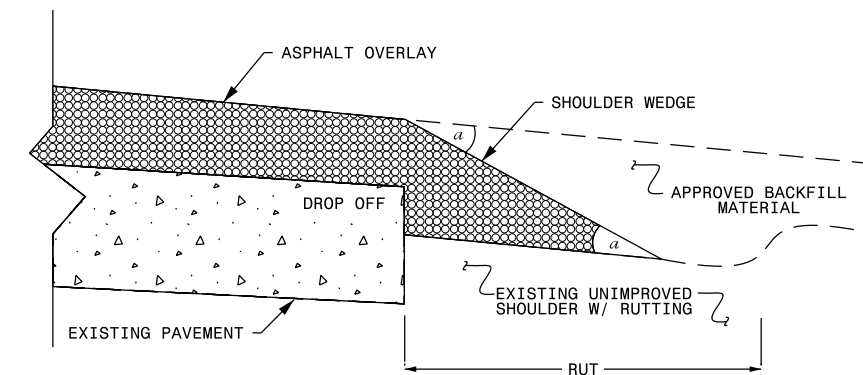 ASPHALT OVERLAY
SHOULDER WEDGE
a
APPROVED BACKFILL
MATERIAL
DROP OFF
a
EXISTING UNIMPROVED
SHOULDER W/ RUTTING
EXISTING PAVEMENT
RUT